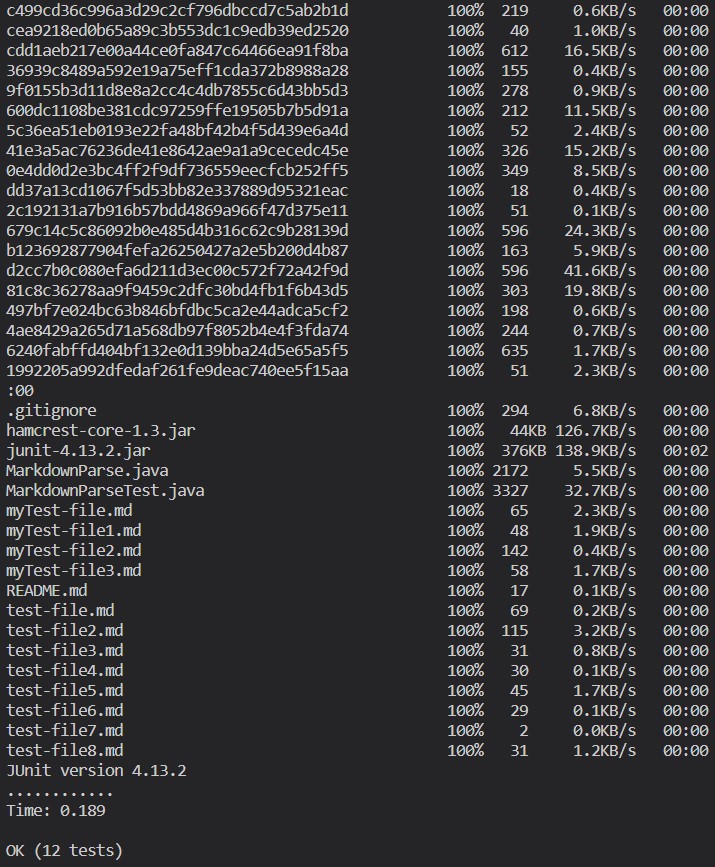 c499cd36c996a3d29c2cf796dbccd7c5ab2b1d 100% 219 0.6KB/s 00:00
cea9218ed0b65a89c3b553dc1c9edb39ed2520 100% 40 1.0KB/s 00:00
cdd1aeb217e00a44ce0fa847c64466ea91f8ba 100% 612 16.5KB/s 00:00
36939c8489a592e19a75eff1cda372b8988a28 100% 155 0.4KB/s 00:00
9f0155b3d11d8e8a2cc4c4db7855c6d43bb5d3 100% 278 0.9KB/s 00:00
600dc1108be381cdc97259ffe19505b7b5d91a 100% 212 11.5KB/s 00:00
5c36ea51eb0193e22fa48bf42b4f5d439e6a4d 100% 52 2.4KB/s 00:00
41e3a5ac76236de41e8642ae9a1a9cecedc45e 100% 326 15.2KB/s 00:00
0e4dd0d2e3bc4ff2f9df736559eecfcb252ff5 100% 349 8.5KB/s 00:00
dd37a13cd1067f5d53bb82e337889d95321eac 100% 18 0.4KB/s 00:00
2c192131a7b916b57bdd4869a966f47d375e11 100% 51 0.1KB/s 00:00
679c14c5c86092b0e485d4b316c62c9b28139d 100% 596 24.3KB/s 00:00
b123692877904fefa26250427a2e5b200d4b87 100% 163 5.9KB/s 00:00
d2cc7b0c080efa6d211d3ec00c572f72a42f9d 100% 596 41.6KB/s 00:00
81c8c36278aa9f9459c2dfc30bd4fb1f6b43d5 100% 303 19.8KB/s 00:00
497bf7e024bc63b846bfdbc5ca2e44adca5cf2 100% 198 0.6KB/s 00:00
4ae8429a265d71a568db97f8052b4e4f3fda74 100% 244 0.7KB/s 00:00
6240fabffd404bf132e0d139bba24d5e65a5f5 100% 635 1.7KB/s 00:00
1992205a992dfedaf261fe9deac740ee5f15aa 100% 51 2.3KB/s 00:00
:00
.gitignore 100% 294 6.8KB/s 00:00
hamcrest-core-1.3.jar 100% 44KB 126.7KB/s 00:00
junit-4.13.2.jar 100% 376KB 138.9KB/s 00:02
MarkdownParse.java 100% 2172 5.5KB/s 00:00
MarkdownParseTest.java 100% 3327 32.7KB/s 00:00
myTest-file.md 100% 65 2.3KB/s 00:00
myTest-file1.md 100% 48 1.9KB/s 00:00
myTest-file2.md 100% 142 0.4KB/s 00:00
myTest-file3.md 100% 58 1.7KB/s 00:00
README.md 100% 17 0.1KB/s 00:00
test-file.md 100% 69 0.2KB/s 00:00
test-file2.md 100% 115 3.2KB/s 00:00
test-file3.md 100% 31 0.8KB/s 00:00
test-file4.md 100% 30 0.1KB/s 00:00
test-file5.md 100% 45 1.7KB/s 00:00
test-file6.md 100% 29 0.1KB/s 00:00
test-file7.md 100% 2 0.0KB/s 00:00
test-file8.md 100% 31 1.2KB/s 00:00
JUnit version 4.13.2
............
Time: 0.189
OK (12 tests)